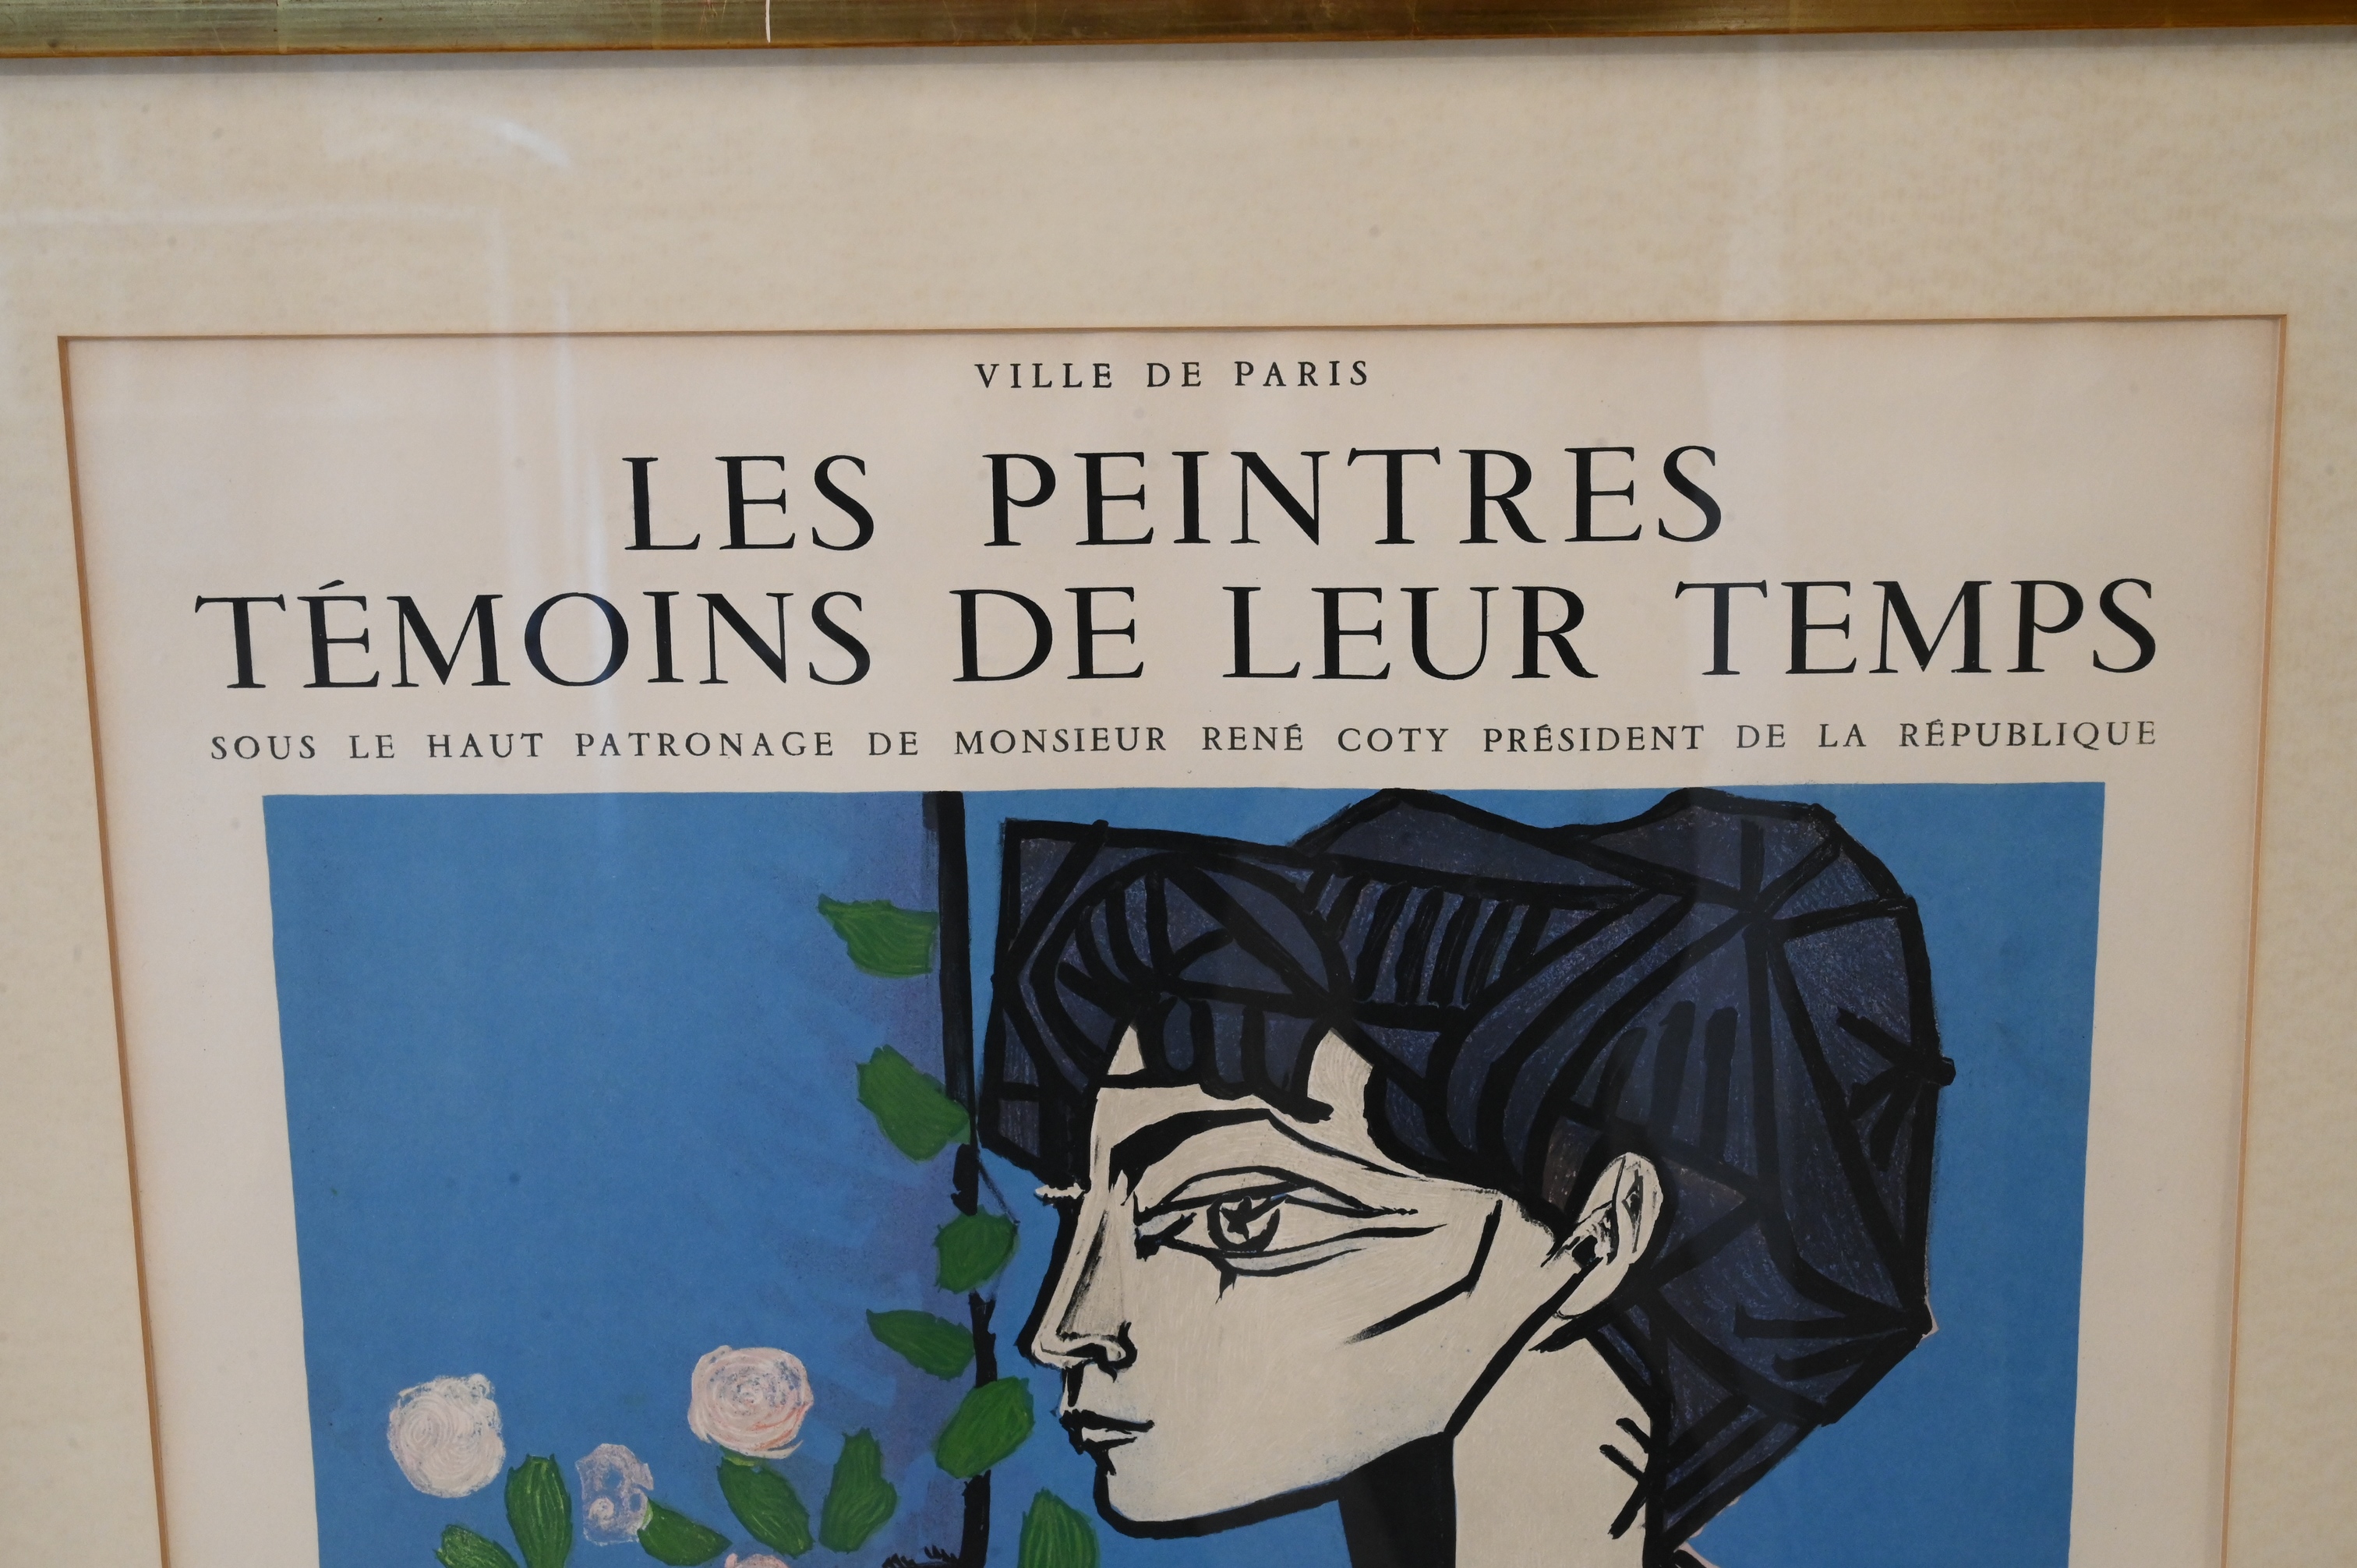 VILLE DE PARIS
LES PEINTRES
TÉMOINS DE LEUR TEMPS
SOUS LE HAUT PATRONAGE DE MONSIEUR RENÉ COTY PRÉSIDENT DE LA RÉPUBLIQUE